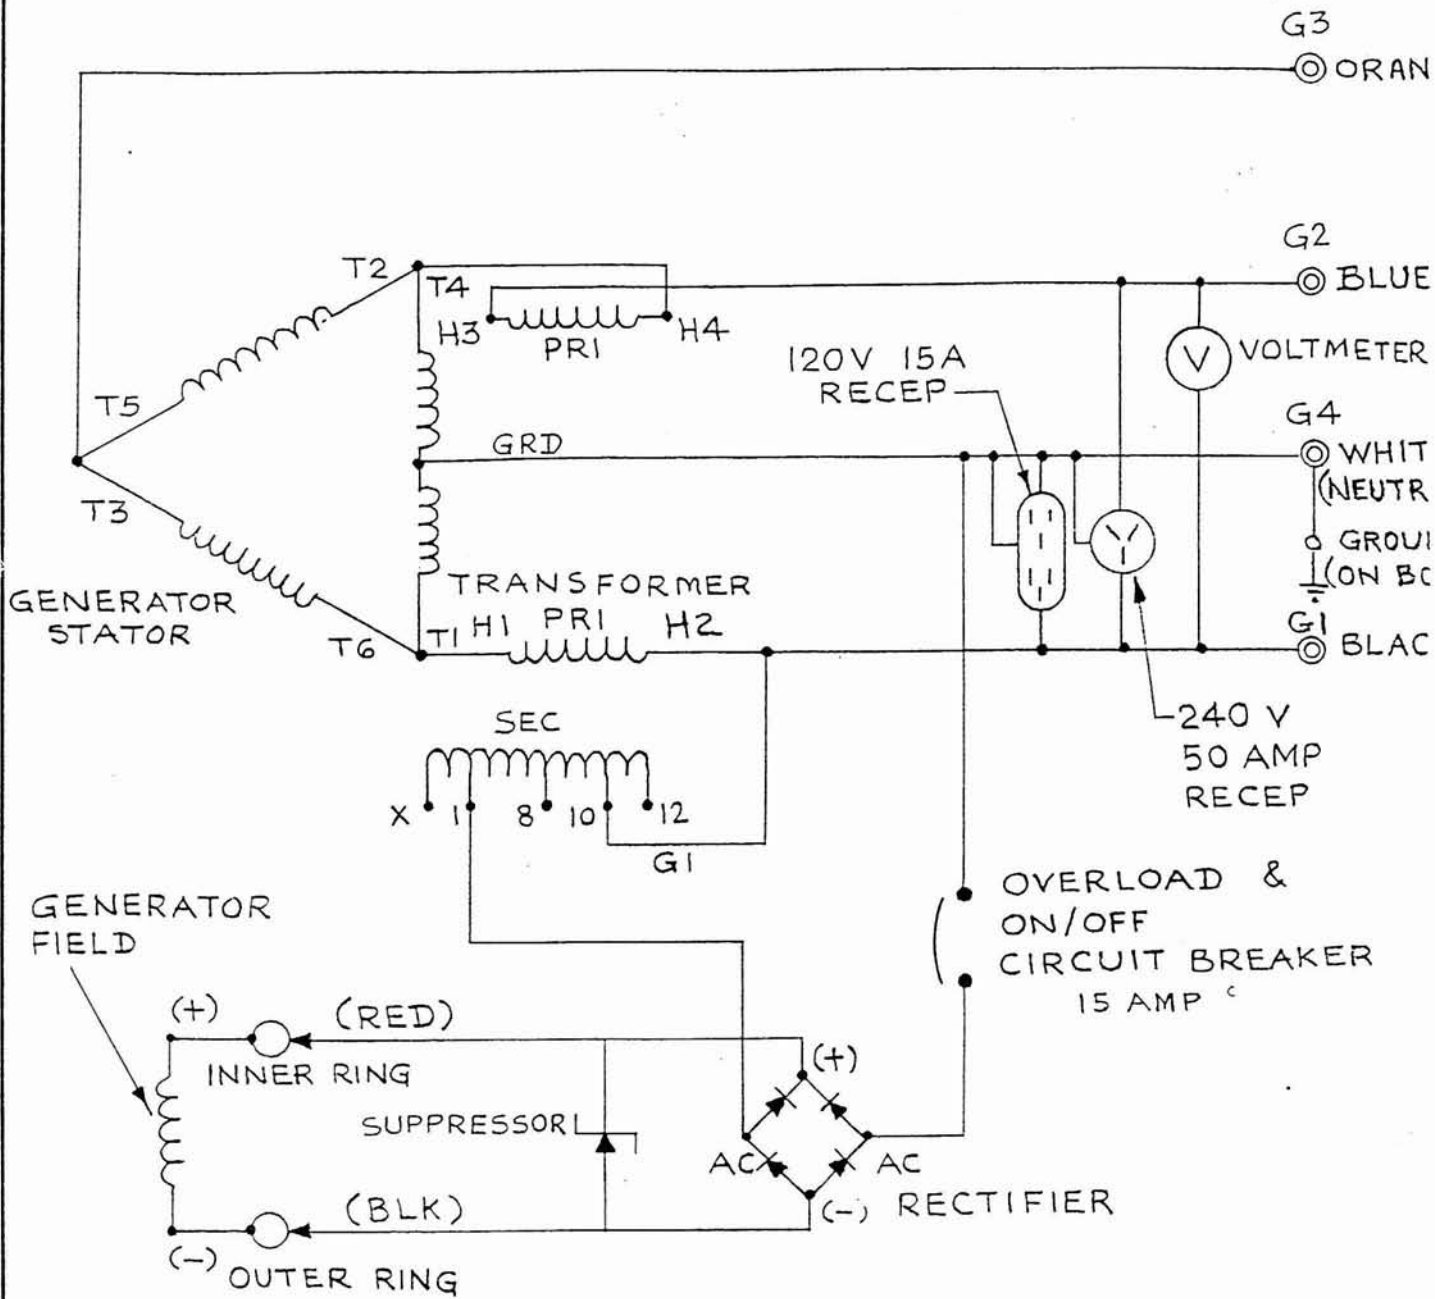 G3
ORAN
G2
BLUE
T2
T4
H3
PRI
H4
VOLTMETER
V
120V 15A
RECEP
T5
G4
WHIT
(NEUTR
GRD
T3
GROUI
(ON BC
TRANSFORMER
GENERATOR
STATOR
T6
T1
H1
PRI
H2
G1
BLAC
240 V
50 AMP
RECEP
SEC
X
1
8
10
12
G1
OVERLOAD &
ON/OFF
CIRCUIT BREAKER
15 AMP
GENERATOR
FIELD
(+)
(RED)
INNER RING
(+)
SUPPRESSOR
AC
AC
(-)
RECTIFIER
(BLK)
(-)
OUTER RING